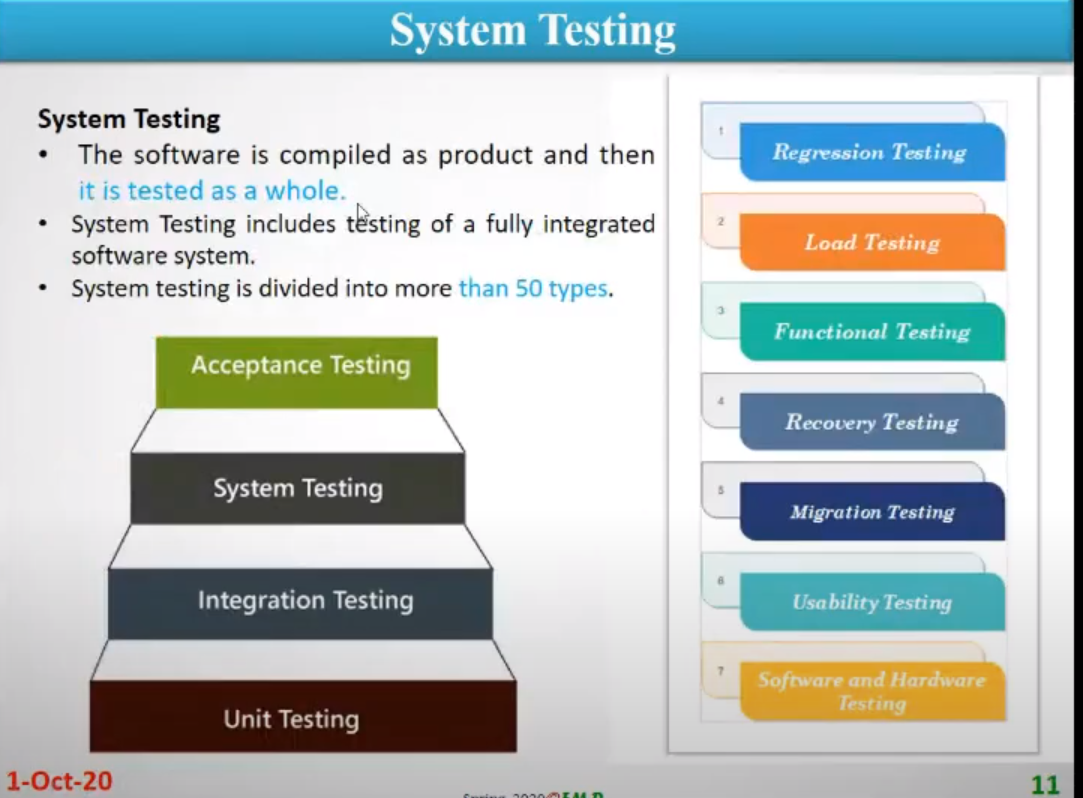 System Testing
System Testing
• The software is compiled as product and then
it is tested as a whole.
• System Testing includes testing of a fully integrated
software system.
• System testing is divided into more than 50 types.
Acceptance Testing
System Testing
Integration Testing
Unit Testing
1
Regression Testing
2
Load Testing
3
Functional Testing
4
Recovery Testing
5
Migration Testing
6
Usability Testing
7
Software and Hardware
Testing
1-Oct-20
11